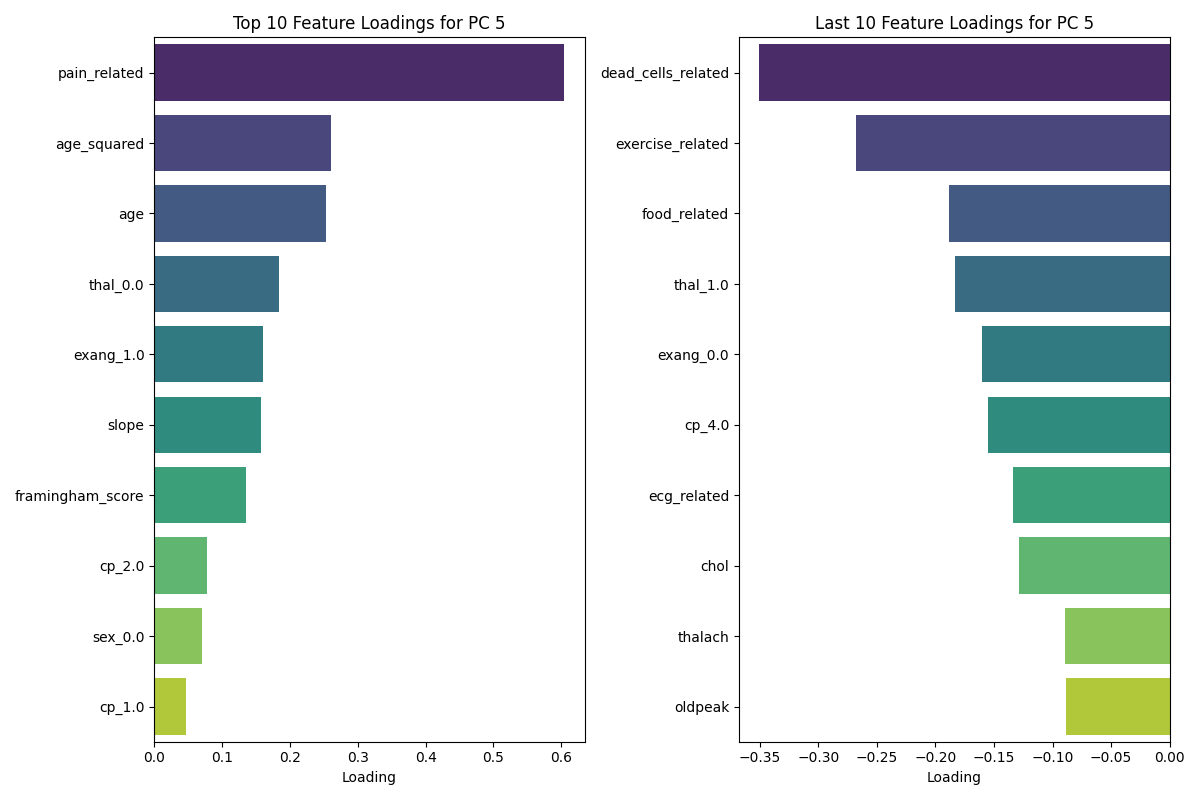 Top 10 Feature Loadings for PC 5
pain_related
age_squared
age
thal_0.0
exang_1.0
slope
framingham_score
cp_2.0
sex_0.0
cp_1.0
0.0 0.1 0.2 0.3 0.4 0.5 0.6
Loading
Last 10 Feature Loadings for PC 5
dead_cells_related
exercise_related
food_related
thal_1.0
exang_0.0
cp_4.0
ecg_related
chol
thalach
oldpeak
−0.35 −0.30 −0.25 −0.20 −0.15 −0.10 −0.05 0.00
Loading